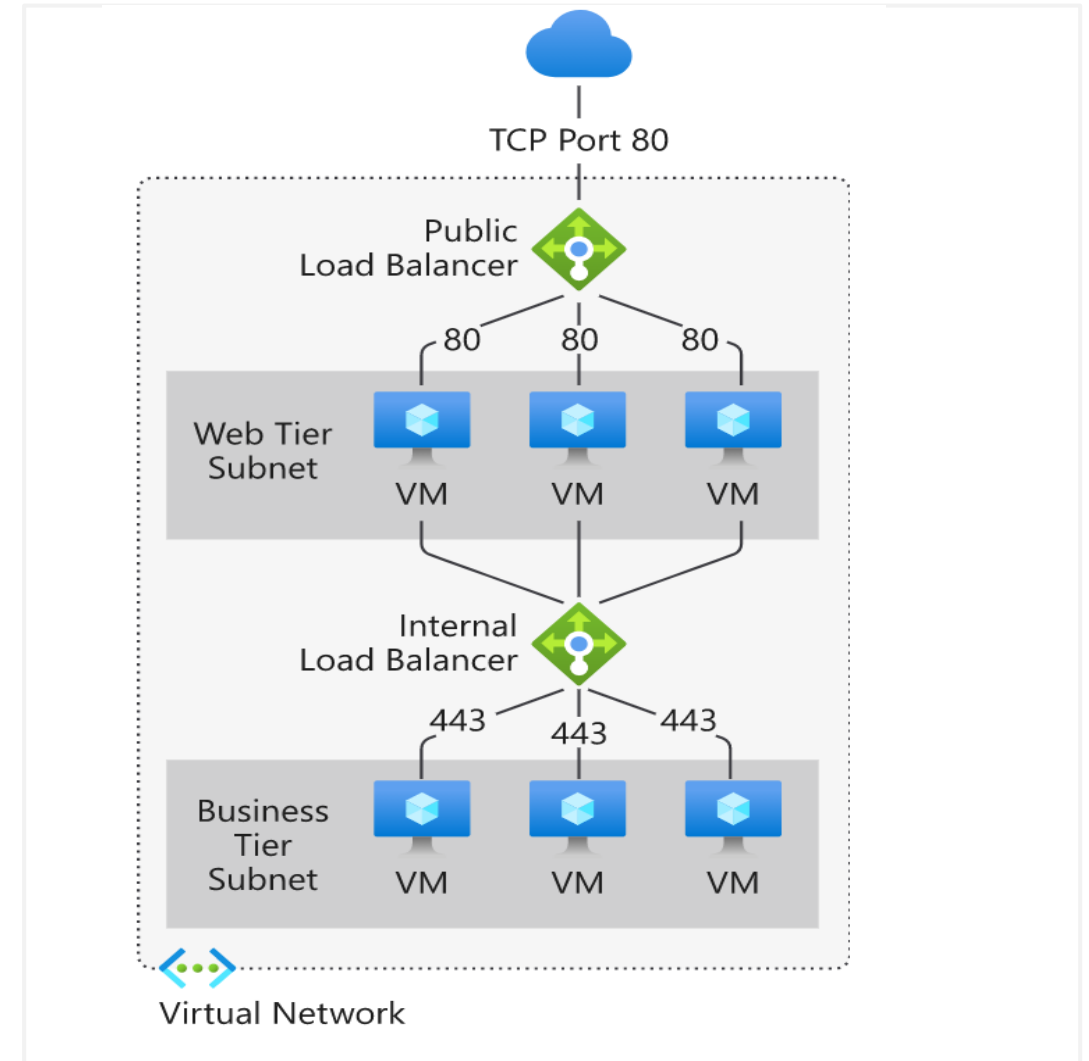 TCP Port 80
Public
Load Balancer
80
80
80
Web Tier
Subnet
VM
VM
VM
Internal
Load Balancer
443
443
443
Business
Tier
Subnet
VM
VM
VM
Virtual Network